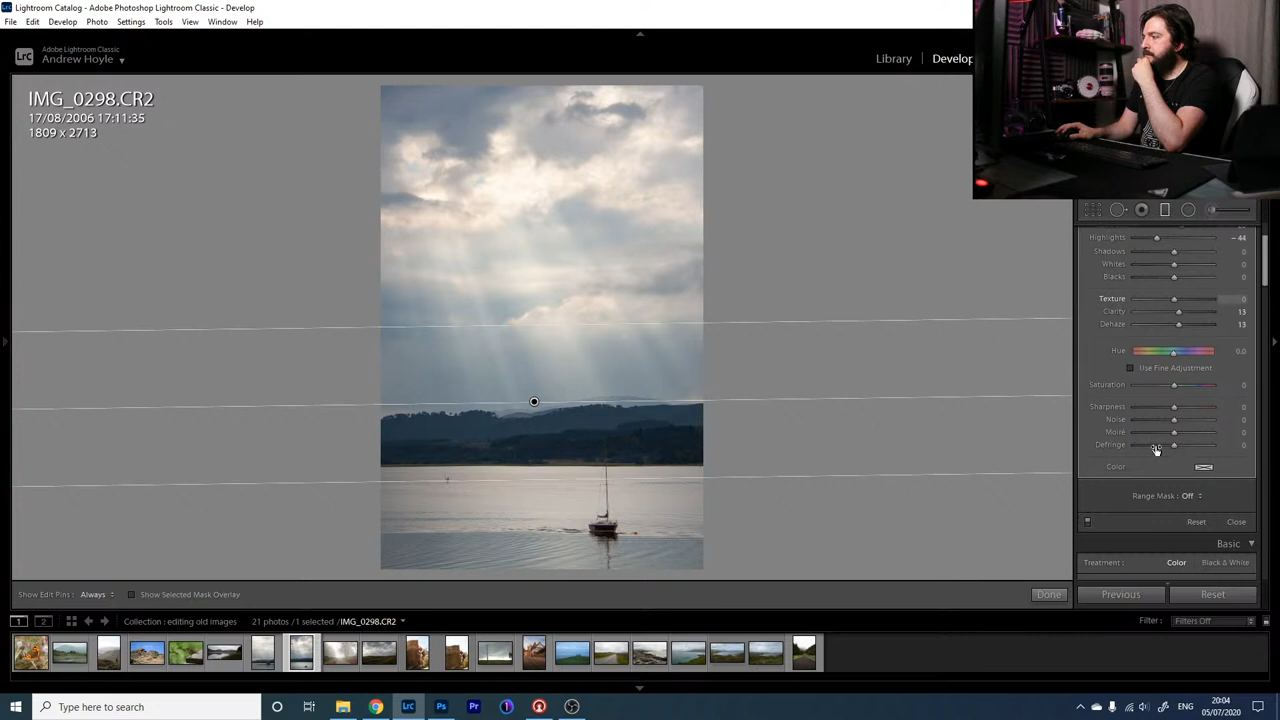 Lightroom Catalog - Adobe Photoshop Lightroom Classic - Develop
File Edit Develop Photo Settings Tools View Window Help
LrC
Adobe Lightroom Classic
Andrew Hoyle
Library Develop
IMG_0298.CR2
17/08/2006 17:11:35
1809 x 2713
Highlights - 44
Shadows 0
Whites 0
Blacks 0
Texture 0
Clarity 13
Dehaze 13
Hue 0.0
Use Fine Adjustment
Saturation 0
Sharpness 0
Noise 0
Moiré 0
Defringe 0
Color
Range Mask : Off
Reset Close
Basic
Treatment : Color Black & White
Show Edit Pins : Always Show Selected Mask Overlay Done
Previous Reset
1 2 Collection : editing old images 21 photos /1 selected /IMG_0298.CR2 Filter : Filters Off
Type here to search
LrC Ps Pr
ENG
20:04
05/07/2020